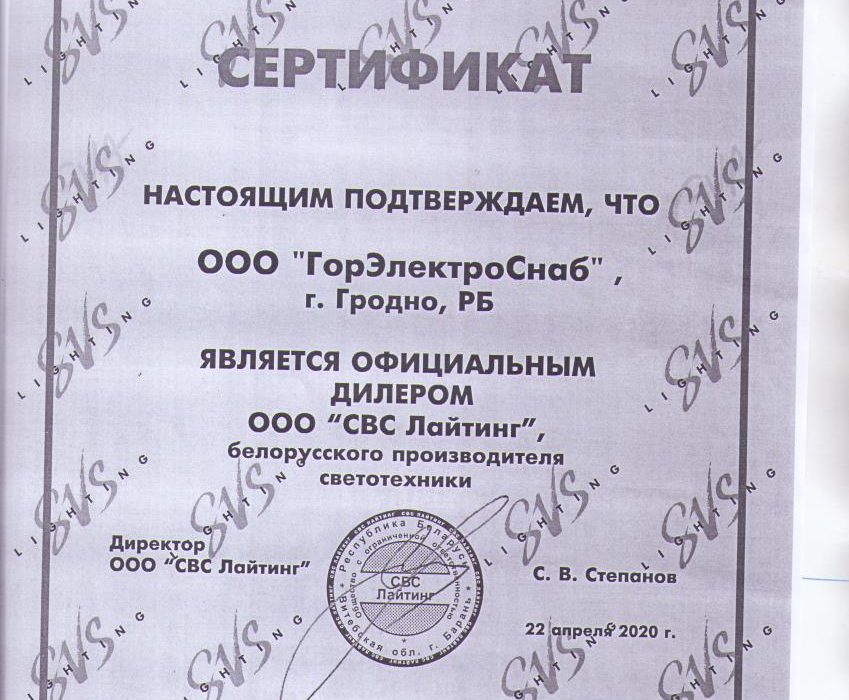 СЕРТИФИКАТ
НАСТОЯЩИМ ПОДТВЕРЖДАЕМ, ЧТО
ООО "ГорЭлектроСнаб" ,
г. Гродно, РБ
ЯВЛЯЕТСЯ ОФИЦИАЛЬНЫМ
ДИЛЕРОМ
ООО “СВС Лайтинг”,
белорусского производителя
светотехники
Директор
ООО “СВС Лайтинг”
С. В. Степанов
22 апреля 2020 г.
Республика Беларусь
Общество с ограниченной ответственностью
СВС
Лайтинг
Витебская обл. г. Барань
SVS
LIGHTING